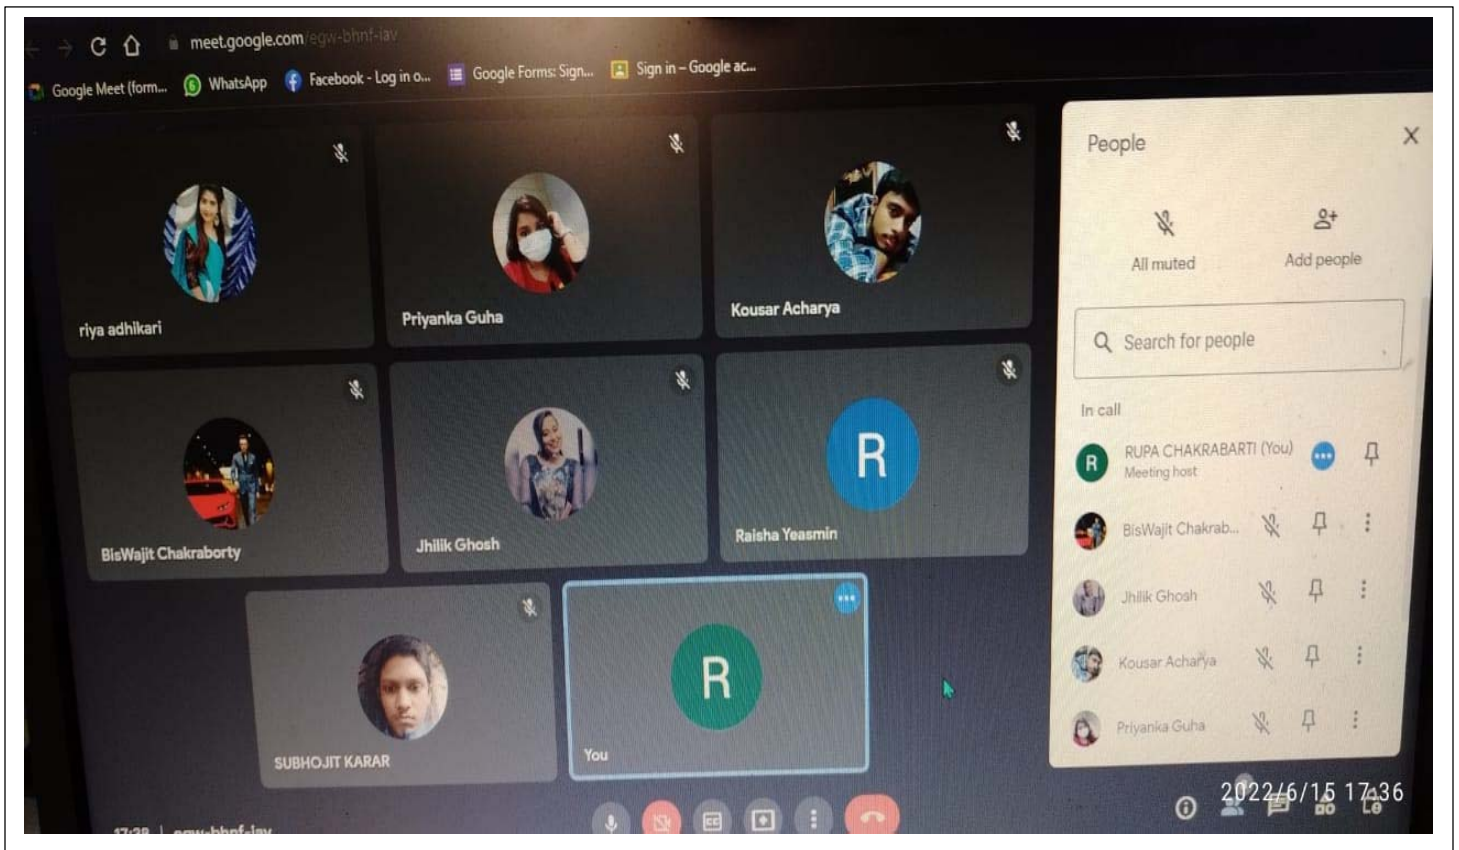 meet.google.com/egw-bhnf-iav
Google Meet (form...
WhatsApp
Facebook - Log in o...
Google Forms: Sign...
Sign in – Google ac...
riya adhikari
Priyanka Guha
Kousar Acharya
BisWajit Chakraborty
Jhilik Ghosh
R
Raisha Yeasmin
SUBHOJIT KARAR
R
You
People
X
All muted
Add people
Search for people
In call
R
RUPA CHAKRABARTI (You)
Meeting host
BisWajit Chakrab...
Jhilik Ghosh
Kousar Acharya
Priyanka Guha
CC
2022/6/15 17:36
egw-bhnf-iav